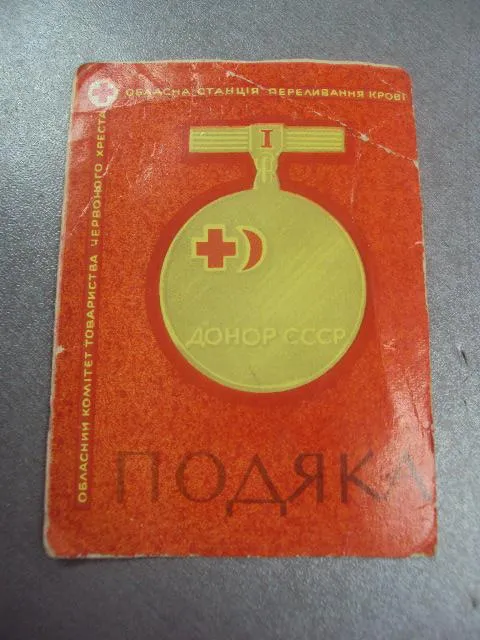 ОБЛАСНА СТАНЦІЯ ПЕРЕЛИВАННЯ КРОВІ
ОБЛАСНИЙ КОМІТЕТ ТОВАРИСТВА ЧЕРВОНОГО ХРЕСТА
I
ДОНОР СССР
ПОДЯКА